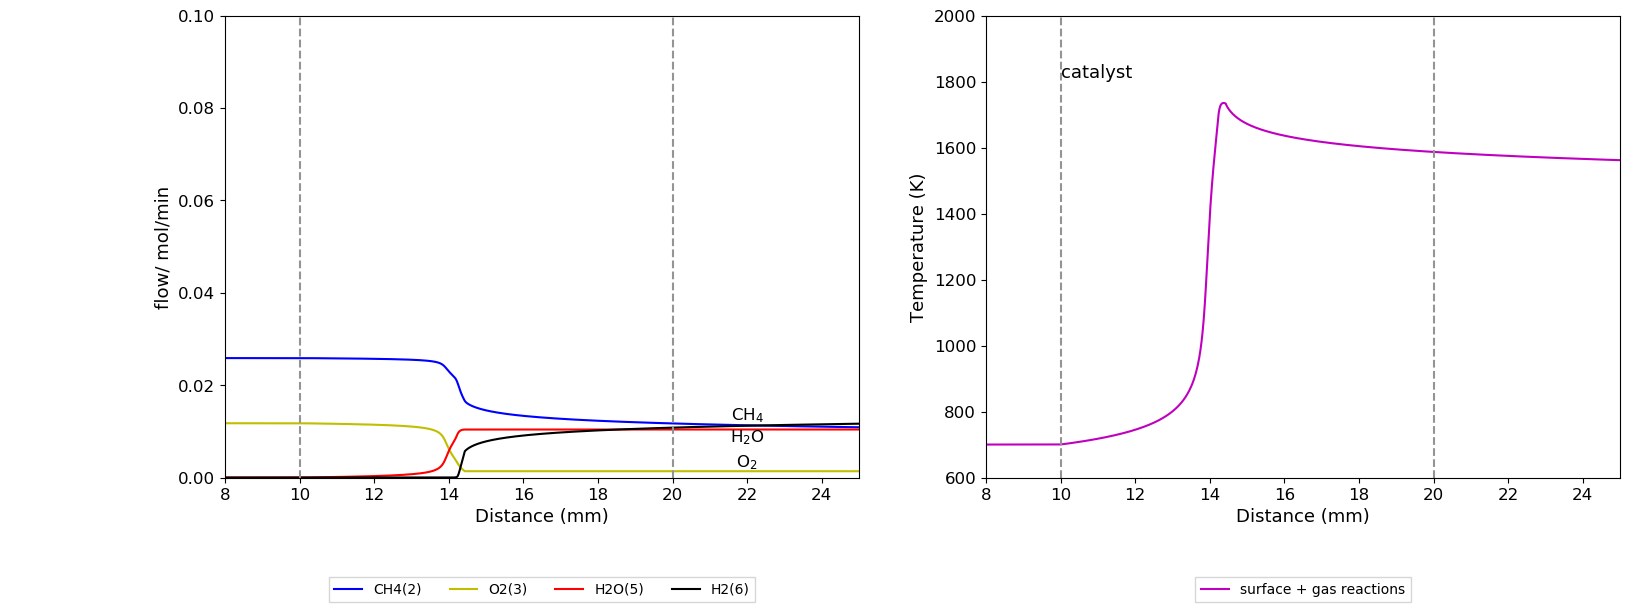 0.10
0.08
0.06
0.04
0.02
0.00
flow/ mol/min
8 10 12 14 16 18 20 22 24
Distance (mm)
CH₄
H₂O
O₂
CH4(2) O2(3) H2O(5) H2(6)
2000
1800
1600
1400
1200
1000
800
600
Temperature (K)
catalyst
8 10 12 14 16 18 20 22 24
Distance (mm)
surface + gas reactions